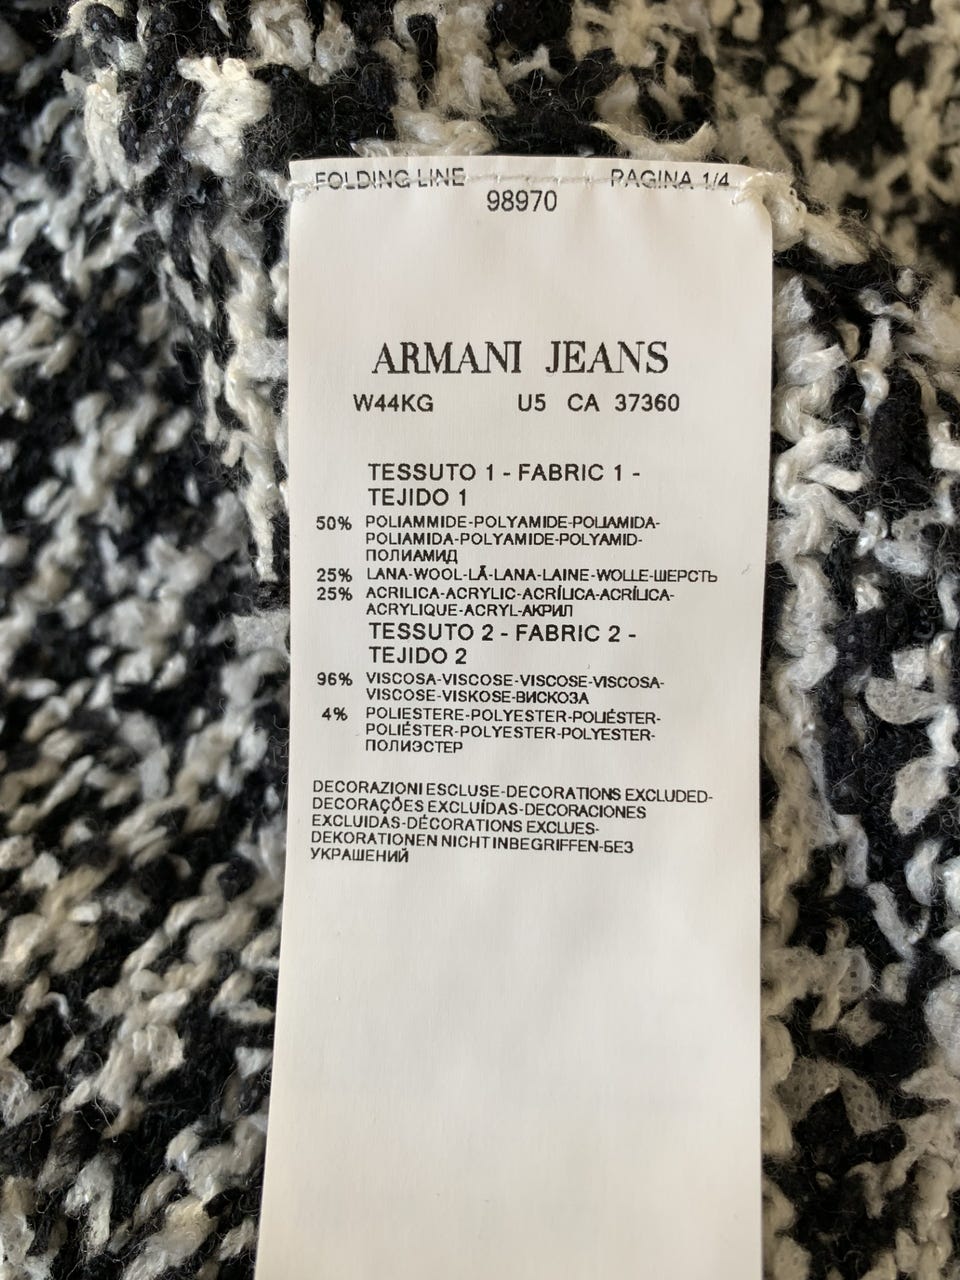 FOLDING LINE PAGINA 1/4
98970
ARMANI JEANS
W44KG U5 CA 37360
TESSUTO 1 - FABRIC 1 -
TEJIDO 1
50% POLIAMMIDE-POLYAMIDE-POLIAMIDA-
POLIAMIDA-POLYAMIDE-POLYAMID-
ПОЛИАМИД
25% LANA-WOOL-LÃ-LANA-LAINE-WOLLE-ШЕРСТЬ
25% ACRILICA-ACRYLIC-ACRÍLICA-ACRÍLICA-
ACRYLIQUE-ACRYL-АКРИЛ
TESSUTO 2 - FABRIC 2 -
TEJIDO 2
96% VISCOSA-VISCOSE-VISCOSE-VISCOSA-
VISCOSE-VISKOSE-ВИСКОЗА
4% POLIESTERE-POLYESTER-POLIÉSTER-
POLIÉSTER-POLYESTER-POLYESTER-
ПОЛИЭСТЕР
DECORAZIONI ESCLUSE-DECORATIONS EXCLUDED-
DECORAÇÕES EXCLUÍDAS-DECORACIONES
EXCLUIDAS-DÉCORATIONS EXCLUES-
DEKORATIONEN NICHT INBEGRIFFEN-БЕЗ
УКРАШЕНИЙ